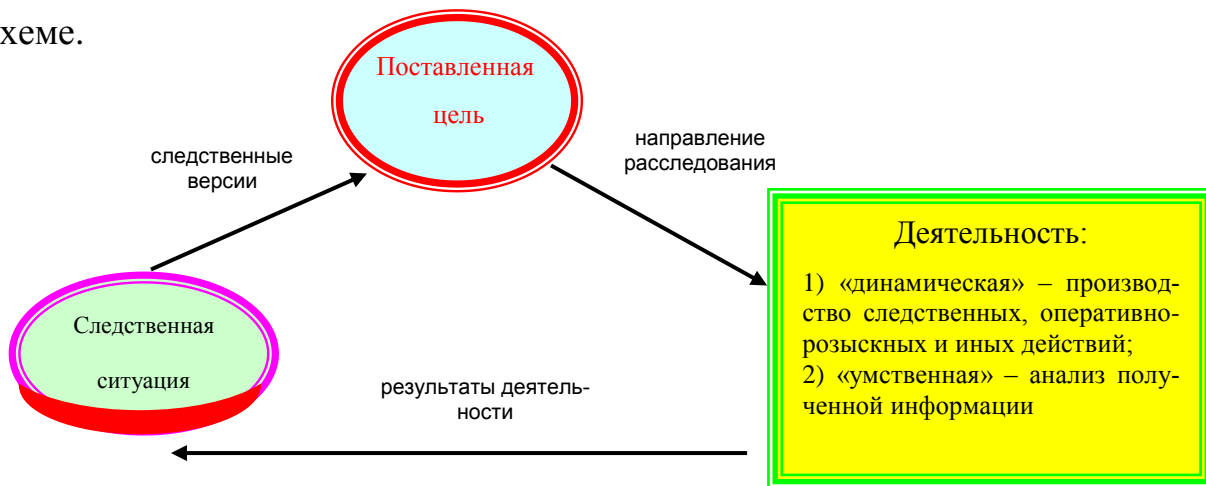 хеме.
Поставленная
цель
следственные
версии
направление
расследования
Деятельность:
1) «динамическая» – производ-
ство следственных, оперативно-
розыскных и иных действий;
2) «умственная» – анализ полу-
ченной информации
Следственная
ситуация
результаты деятель-
ности